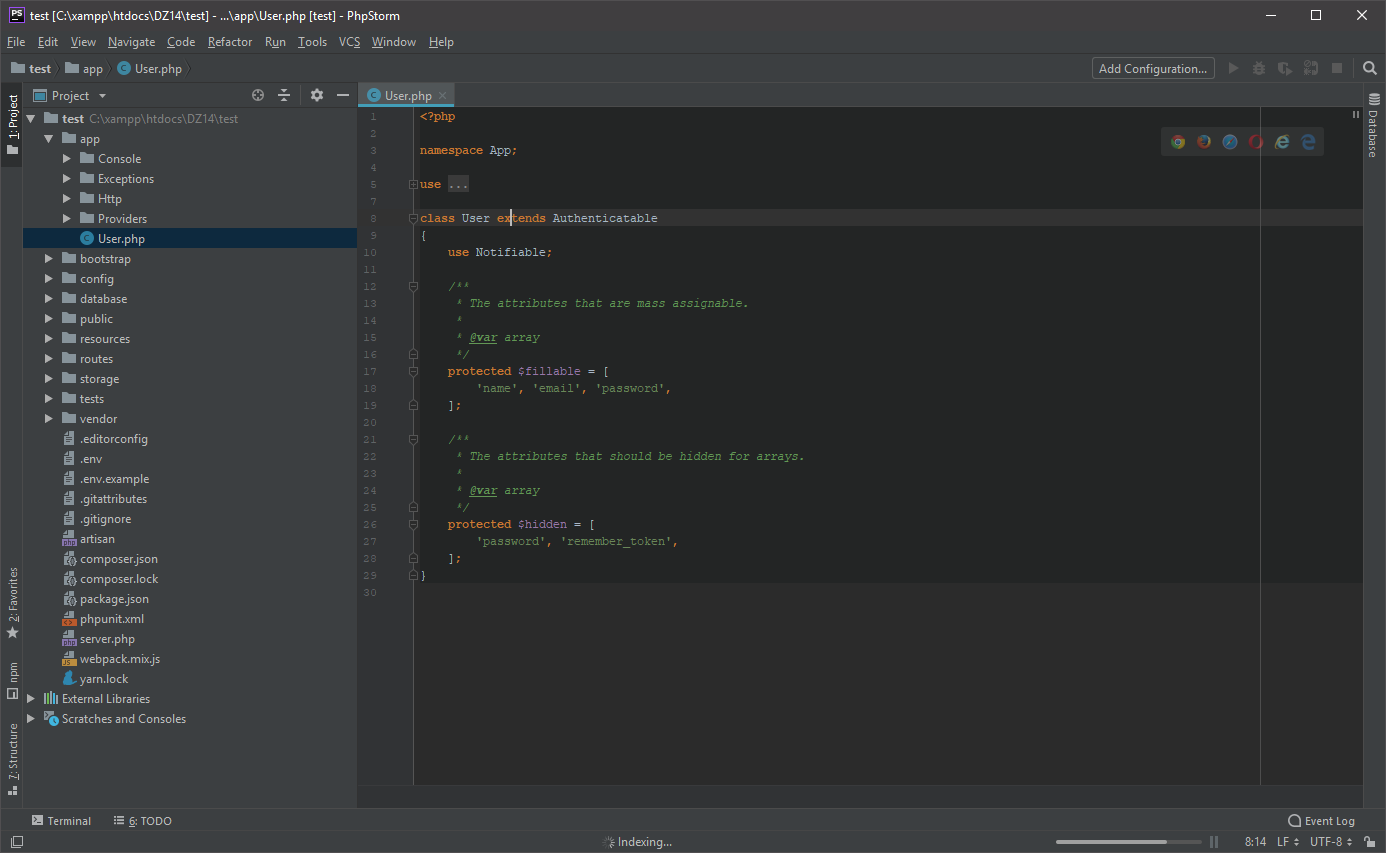 PS test [C:\xampp\htdocs\DZ14\test] - ...\app\User.php [test] - PhpStorm
File Edit View Navigate Code Refactor Run Tools VCS Window Help
test app C User.php Add Configuration...
1: Project
2: Favorites
npm
7: Structure
Project
test C:\xampp\htdocs\DZ14\test
app
Console
Exceptions
Http
Providers
C User.php
bootstrap
config
database
public
resources
routes
storage
tests
vendor
.editorconfig
.env
.env.example
.gitattributes
.gitignore
php artisan
composer.json
composer.lock
package.json
phpunit.xml
php server.php
JS webpack.mix.js
yarn.lock
External Libraries
Scratches and Consoles
C User.php
1 <?php
2
3 namespace App;
4
5 use ...
7
8 class User extends Authenticatable
9 {
10 use Notifiable;
11
12 /**
13 * The attributes that are mass assignable.
14 *
15 * @var array
16 */
17 protected $fillable = [
18 'name', 'email', 'password',
19 ];
20
21 /**
22 * The attributes that should be hidden for arrays.
23 *
24 * @var array
25 */
26 protected $hidden = [
27 'password', 'remember_token',
28 ];
29 }
30
Database
Terminal 6: TODO Event Log
Indexing... 8:14 LF UTF-8